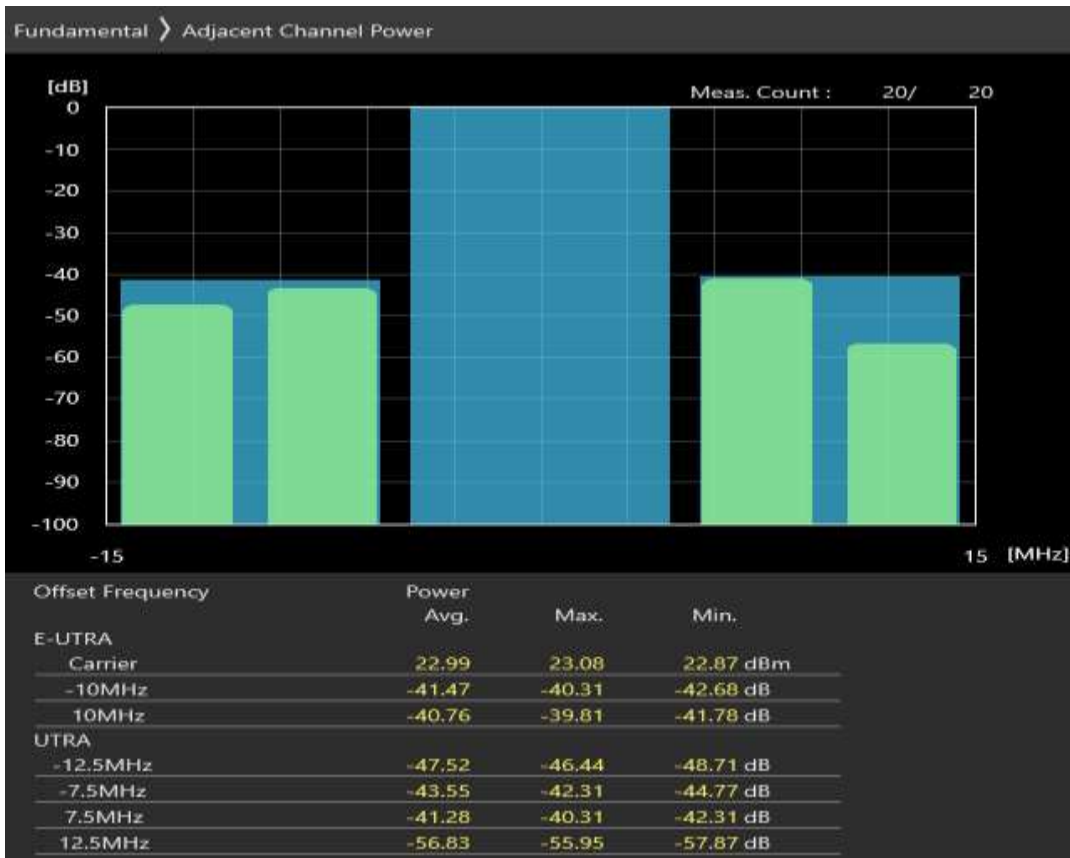 Fundamental 〉 Adjacent Channel Power
[dB]
Meas. Count : 20/ 20
0
-10
-20
-30
-40
-50
-60
-70
-80
-90
-100
-15 15 [MHz]
Offset Frequency Power
Avg. Max. Min.
E-UTRA
Carrier 22.99 23.08 22.87 dBm
-10MHz -41.47 -40.31 -42.68 dB
10MHz -40.76 -39.81 -41.78 dB
UTRA
-12.5MHz -47.52 -46.44 -48.71 dB
-7.5MHz -43.55 -42.31 -44.77 dB
7.5MHz -41.28 -40.31 -42.31 dB
12.5MHz -56.83 -55.95 -57.87 dB